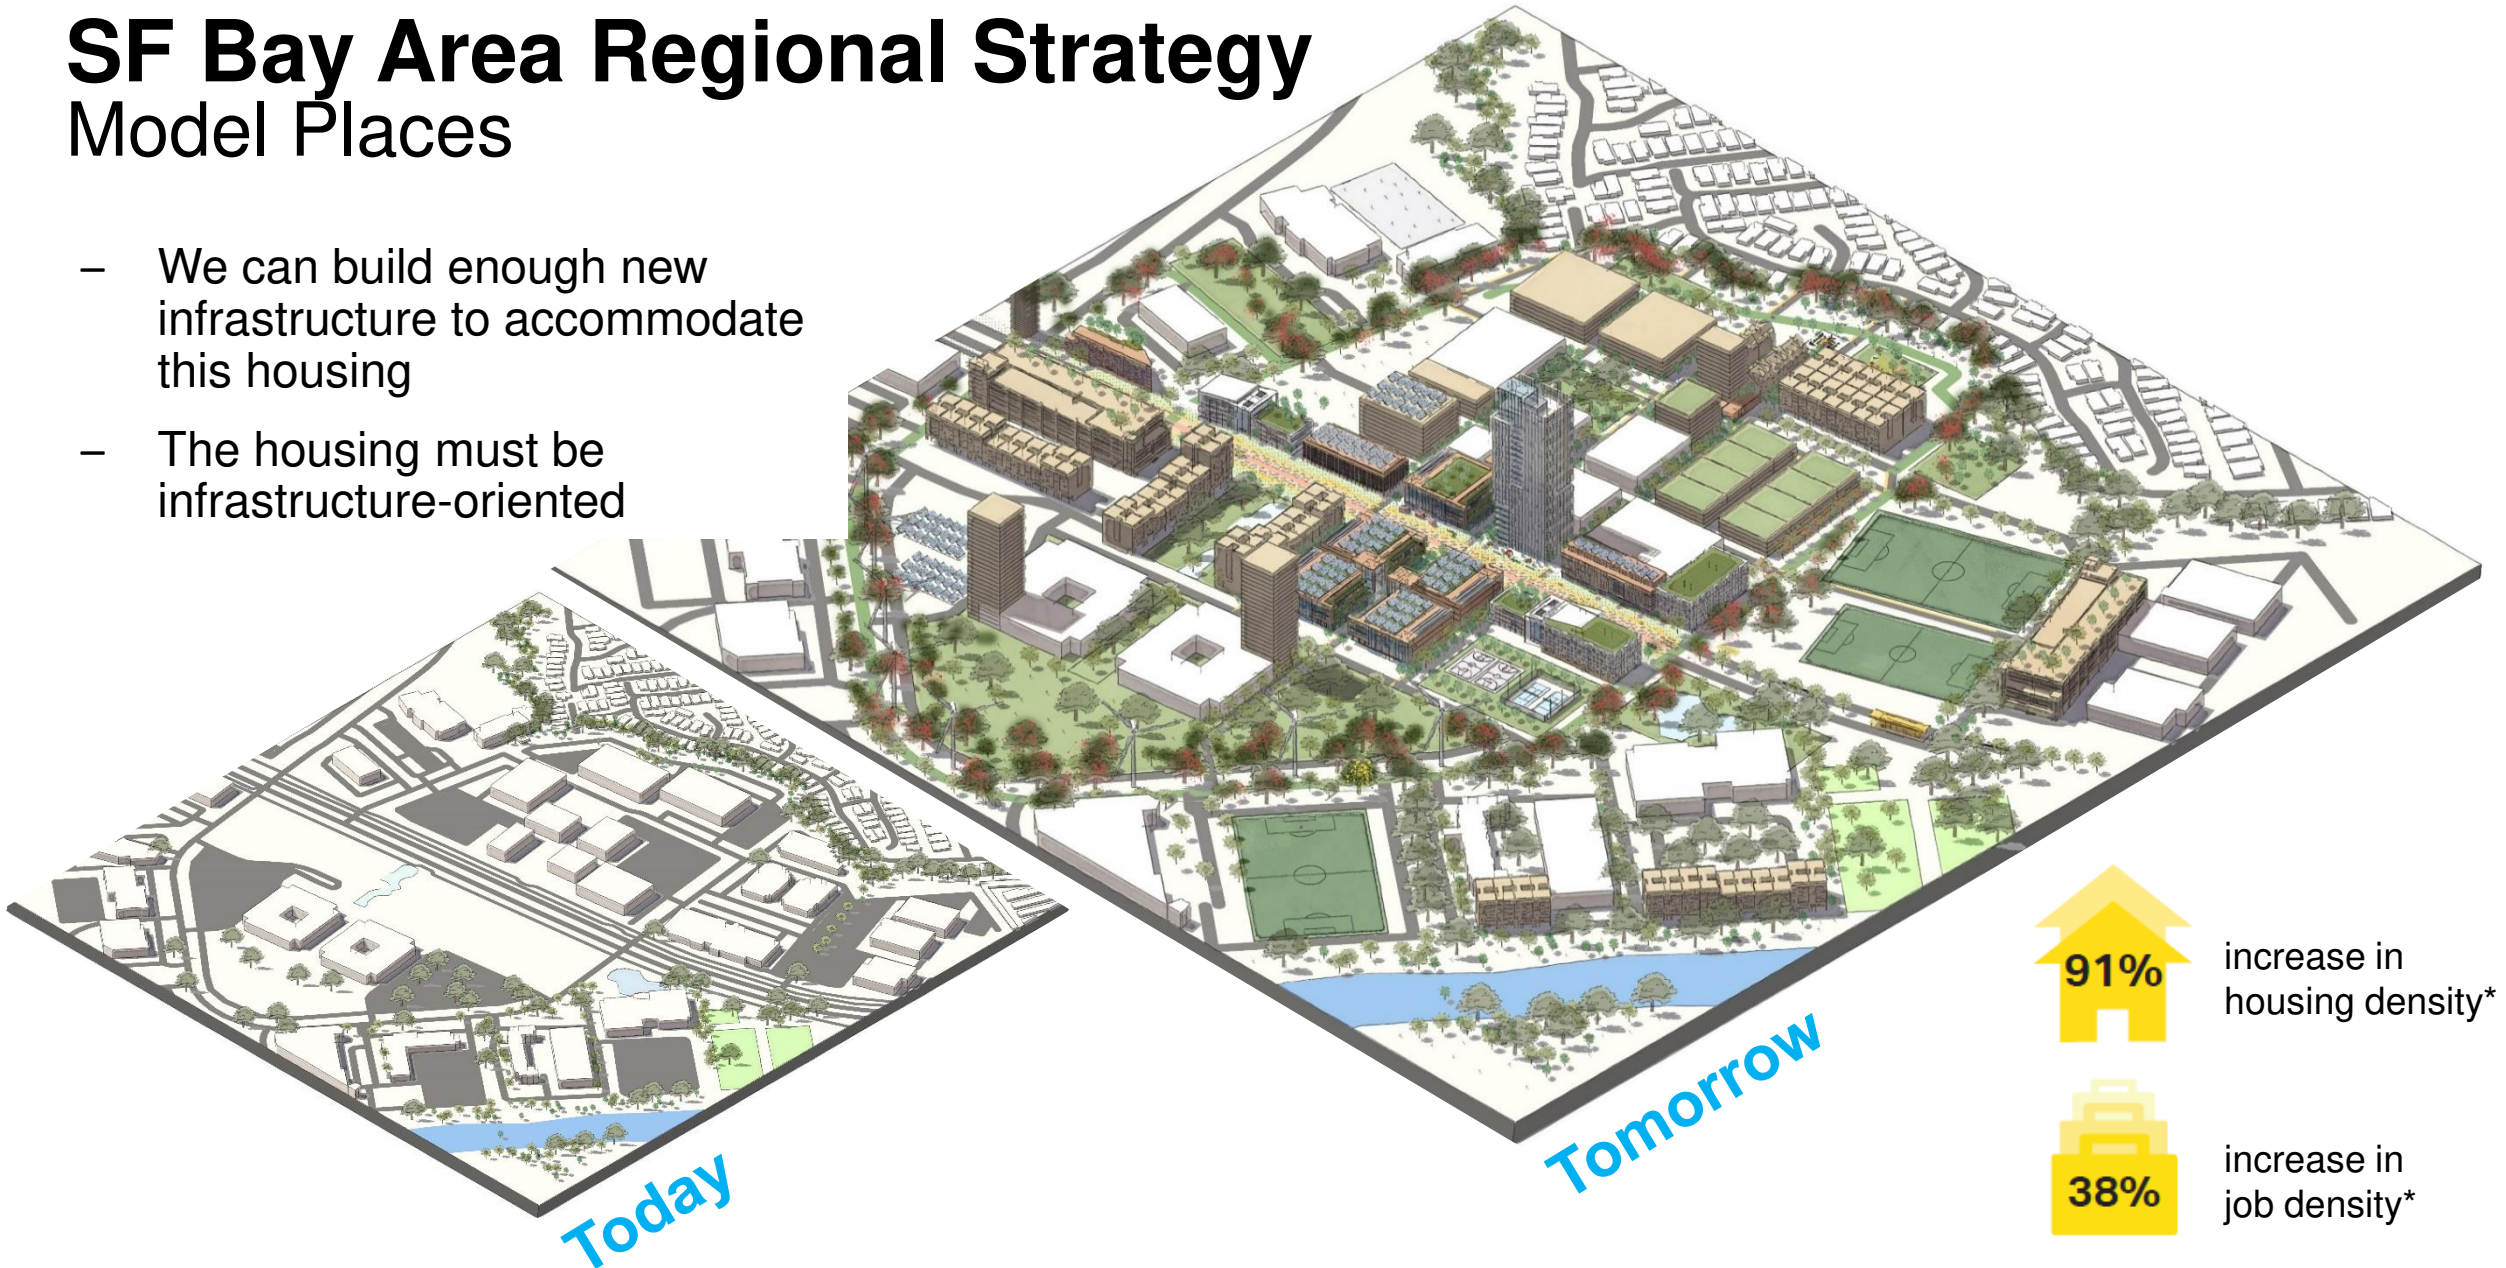 SF Bay Area Regional Strategy
Model Places
– We can build enough new
infrastructure to accommodate
this housing
– The housing must be
infrastructure-oriented
Today
Tomorrow
91%
increase in
housing density*
38%
increase in
job density*